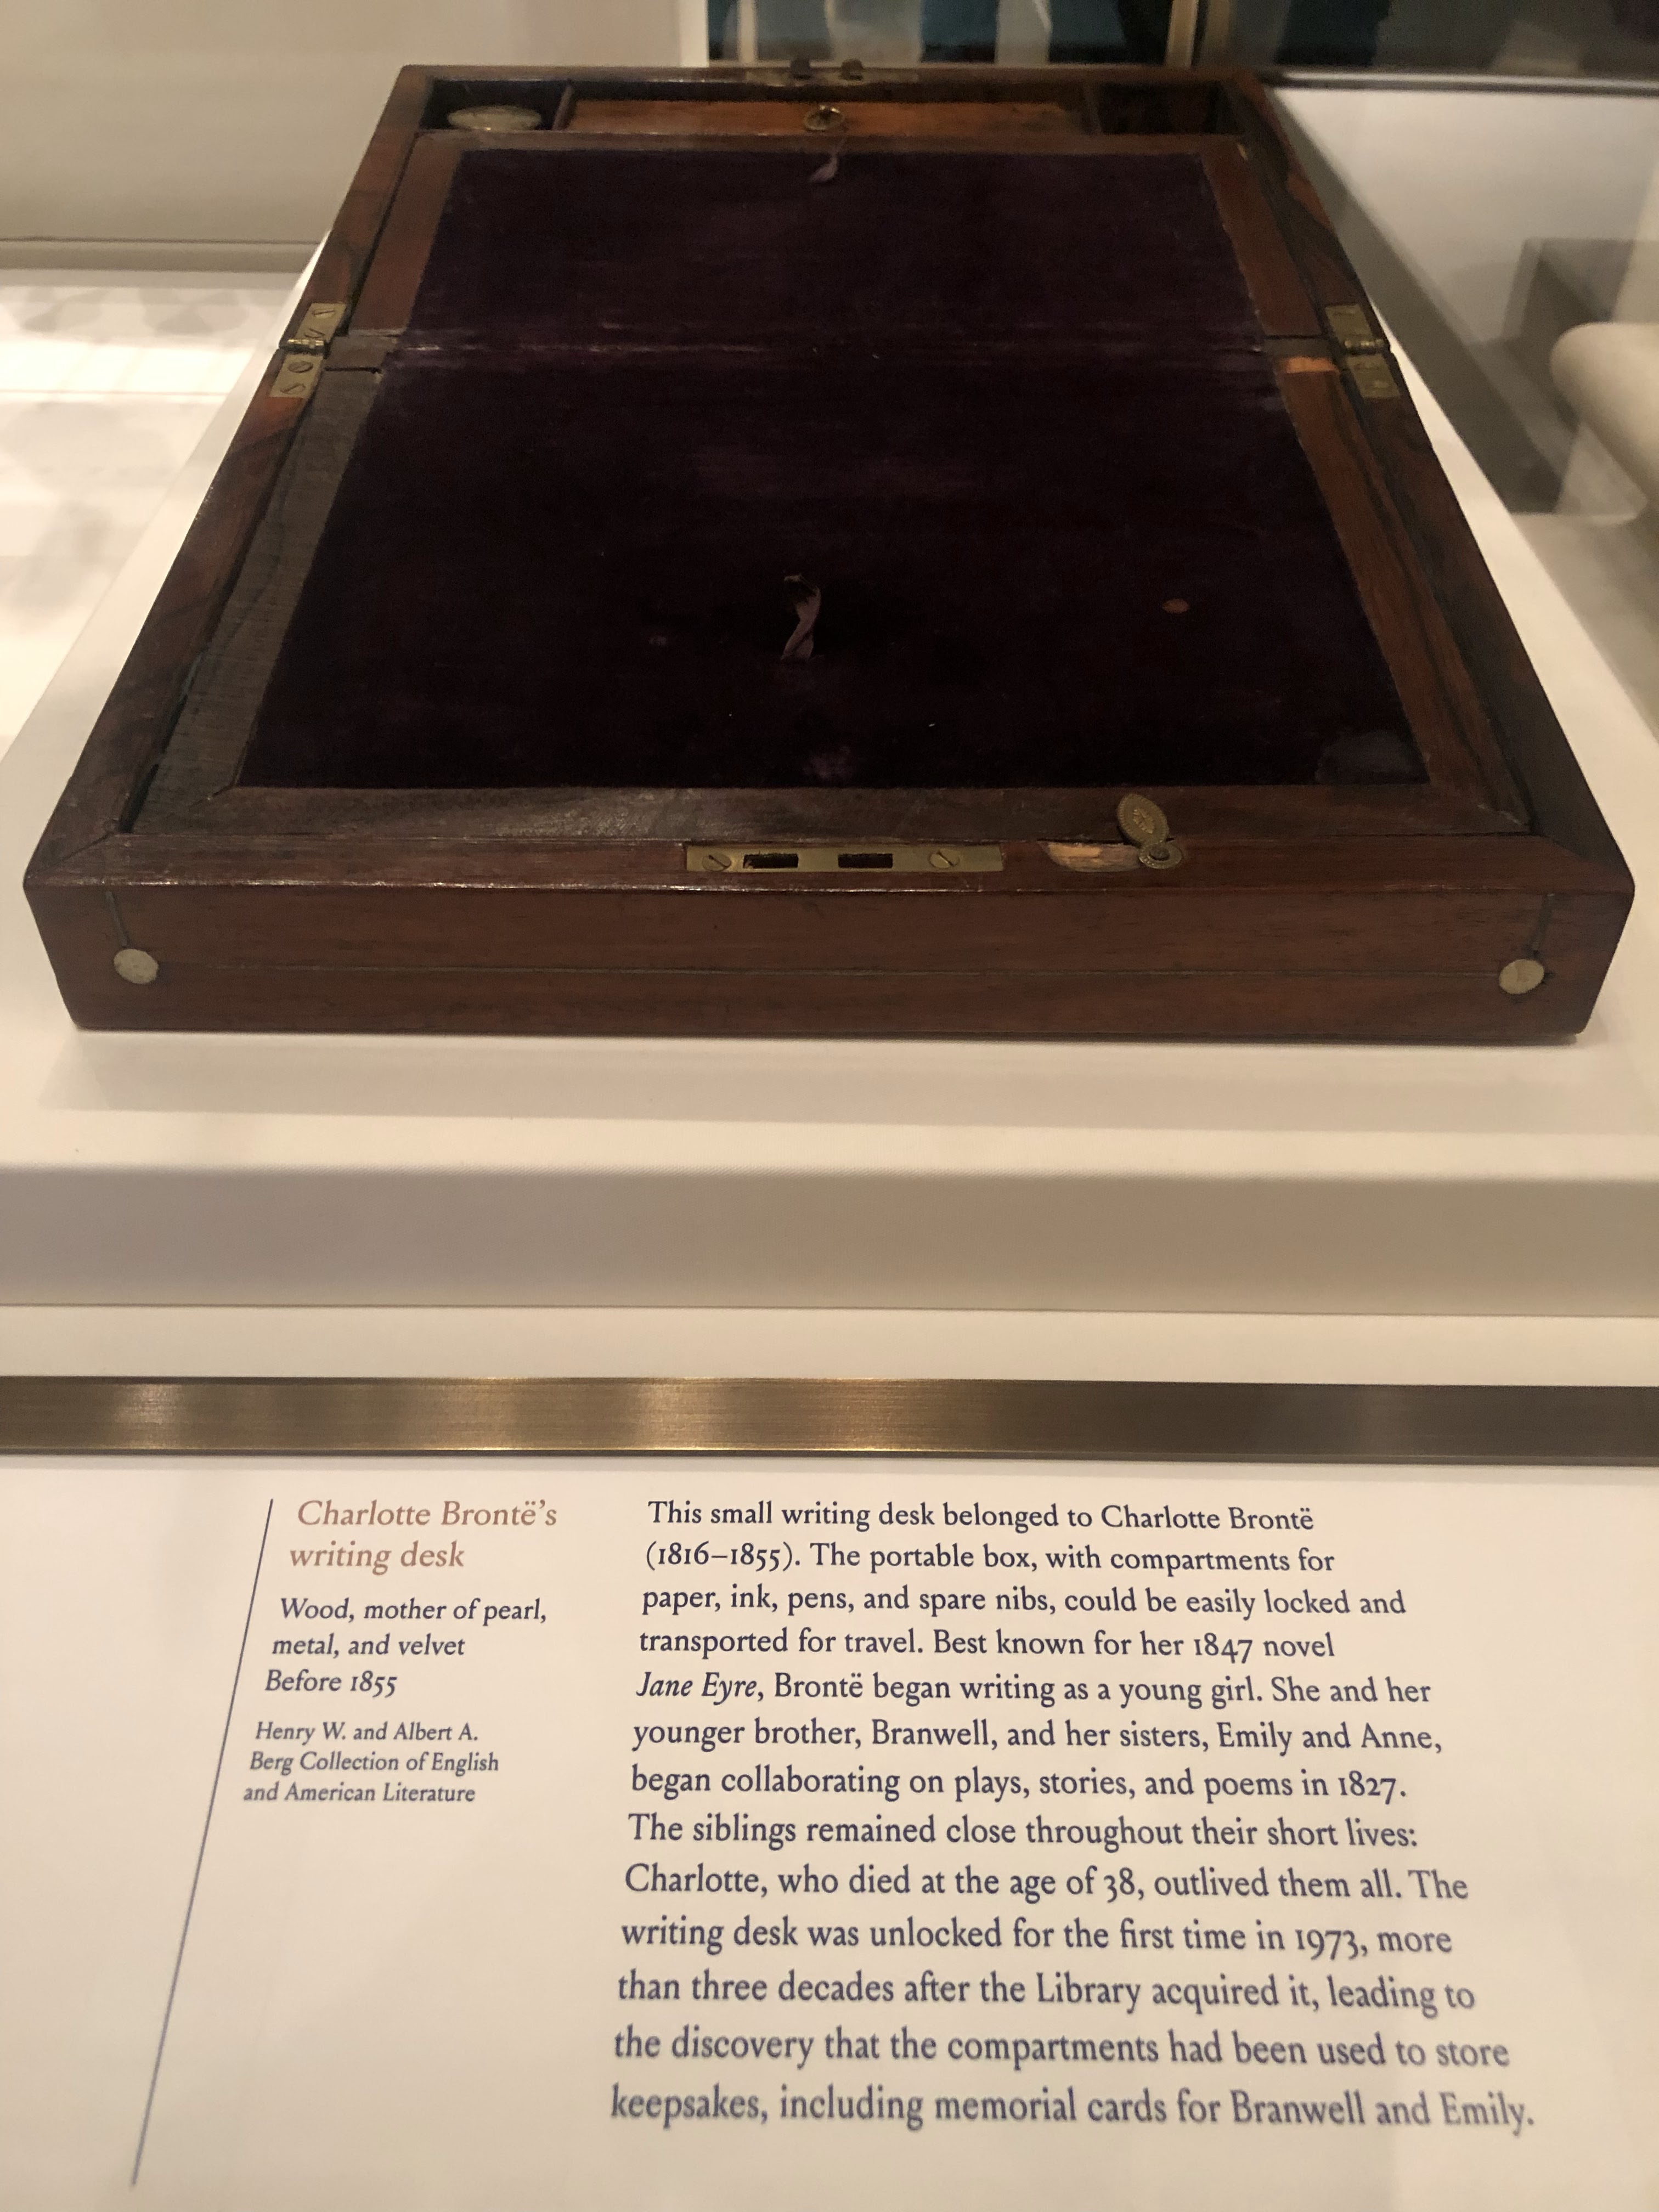 Charlotte Brontë's
writing desk
Wood, mother of pearl,
metal, and velvet
Before 1855
Henry W. and Albert A.
Berg Collection of English
and American Literature
This small writing desk belonged to Charlotte Brontë
(1816–1855). The portable box, with compartments for
paper, ink, pens, and spare nibs, could be easily locked and
transported for travel. Best known for her 1847 novel
Jane Eyre, Brontë began writing as a young girl. She and her
younger brother, Branwell, and her sisters, Emily and Anne,
began collaborating on plays, stories, and poems in 1827.
The siblings remained close throughout their short lives:
Charlotte, who died at the age of 38, outlived them all. The
writing desk was unlocked for the first time in 1973, more
than three decades after the Library acquired it, leading to
the discovery that the compartments had been used to store
keepsakes, including memorial cards for Branwell and Emily.